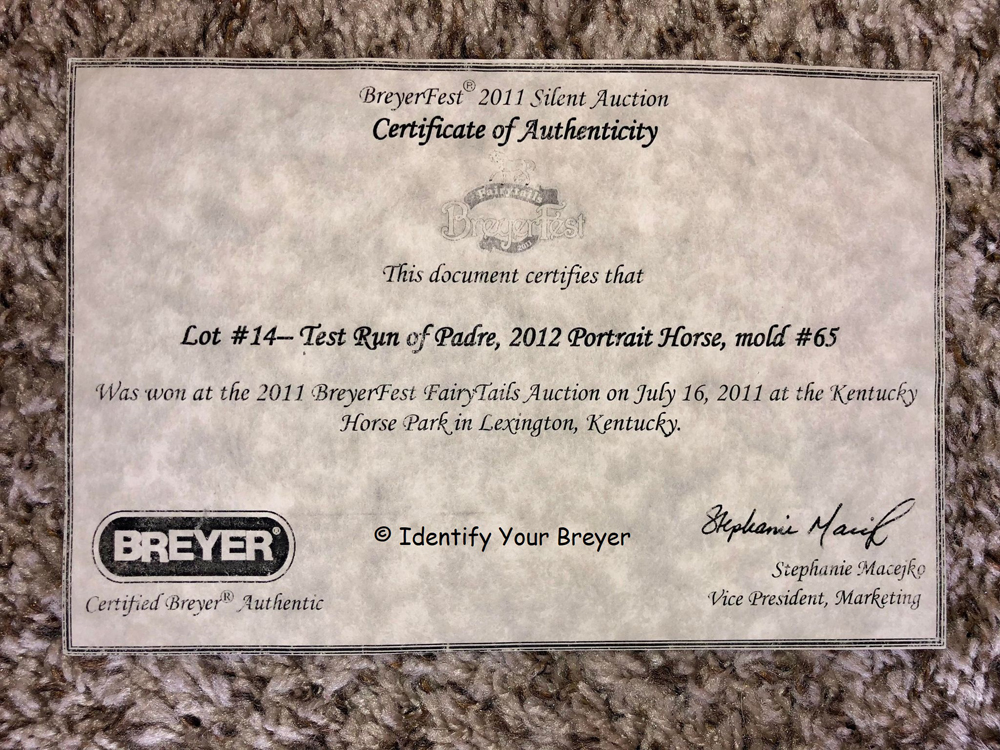 BreyerFest® 2011 Silent Auction
Certificate of Authenticity
FairyTails
BreyerFest
2011
This document certifies that
Lot #14– Test Run of Padre, 2012 Portrait Horse, mold #65
Was won at the 2011 BreyerFest FairyTails Auction on July 16, 2011 at the Kentucky
Horse Park in Lexington, Kentucky.
BREYER®
© Identify Your Breyer
Stephanie Macejko
Certified Breyer® Authentic
Vice President, Marketing